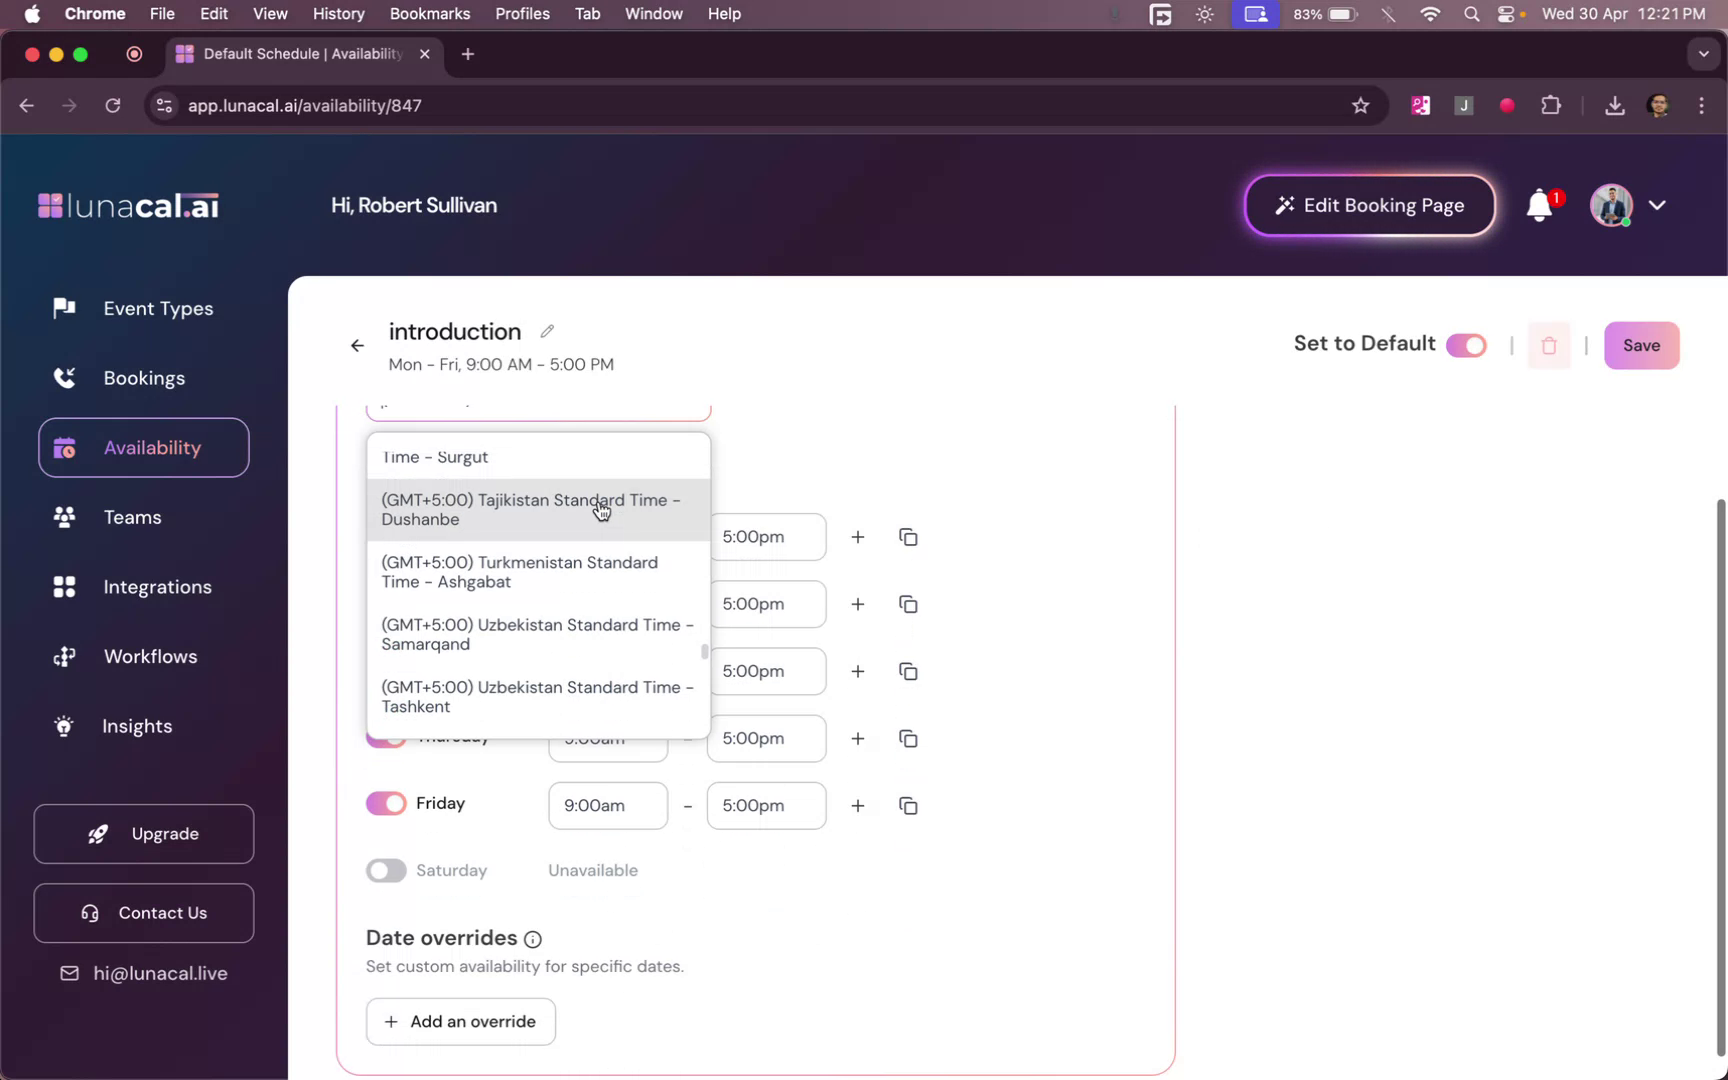 Chrome File Edit View History Bookmarks Profiles Tab Window Help 83% Wed 30 Apr 12:21 PM
Default Schedule | Availability
app.lunacal.ai/availability/847
J
lunacal.ai
Hi, Robert Sullivan
Edit Booking Page
1
Event Types
Bookings
Availability
Teams
Integrations
Workflows
Insights
Upgrade
Contact Us
hi@lunacal.live
introduction
Mon - Fri, 9:00 AM - 5:00 PM
Set to Default
Save
Time - Surgut
(GMT+5:00) Tajikistan Standard Time -
Dushanbe
(GMT+5:00) Turkmenistan Standard
Time - Ashgabat
(GMT+5:00) Uzbekistan Standard Time -
Samarqand
(GMT+5:00) Uzbekistan Standard Time -
Tashkent
5:00pm
5:00pm
5:00pm
Thursday 9:00am - 5:00pm
Friday 9:00am - 5:00pm
Saturday Unavailable
Date overrides
Set custom availability for specific dates.
+ Add an override